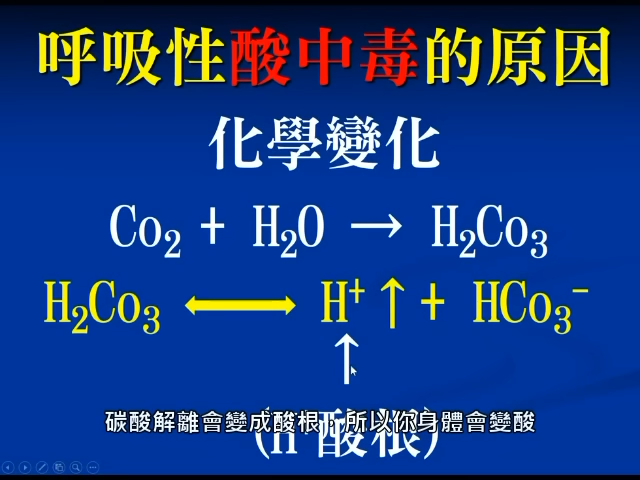 呼吸性酸中毒的原因
化學變化
Co₂ + H₂O → H₂Co₃
H₂Co₃ ⟷ H⁺ ↑ + HCo₃⁻
↑
(H⁺酸根)
碳酸解離會變成酸根，所以你身體會變酸